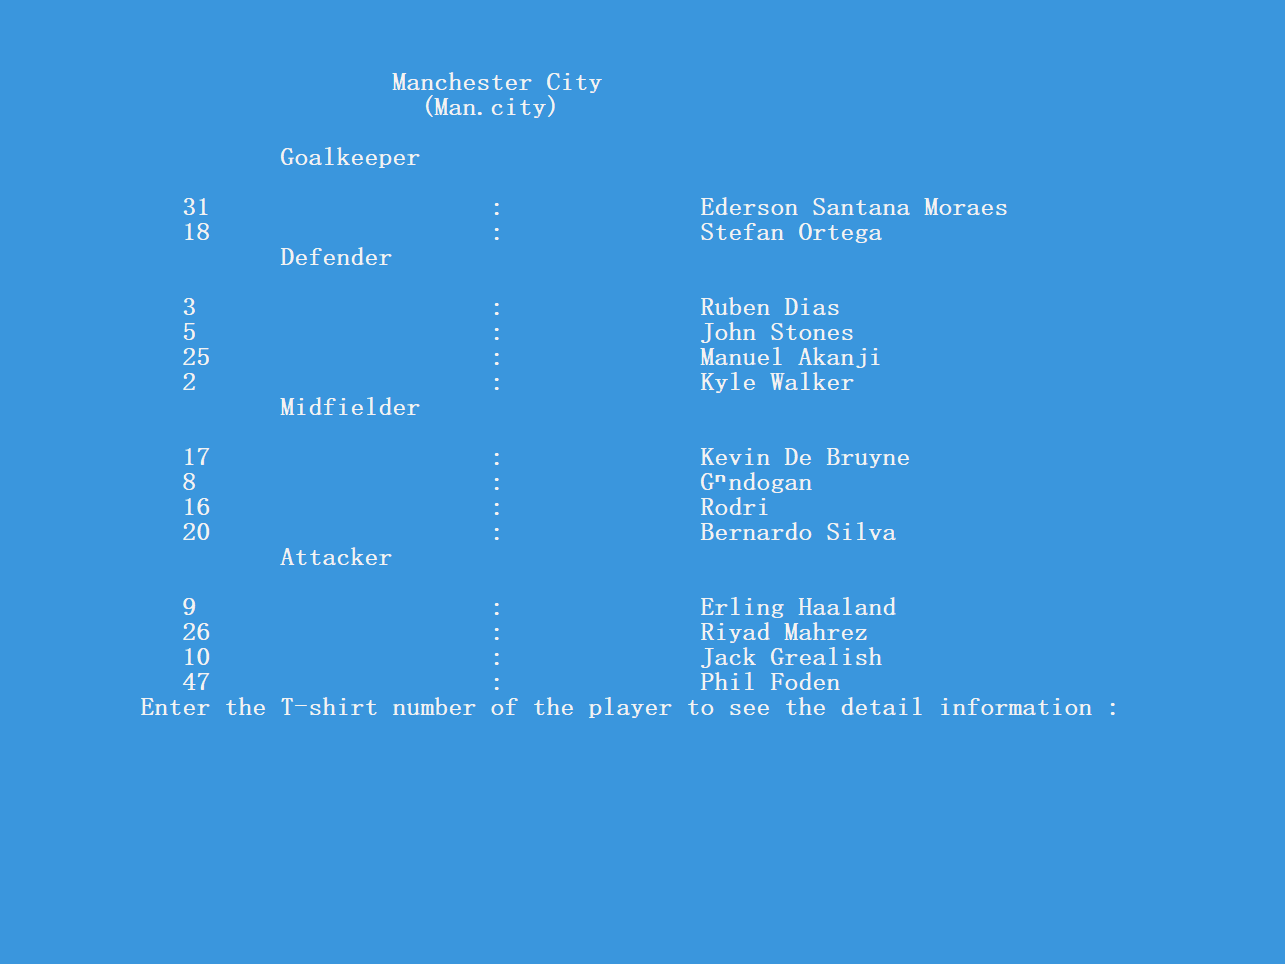 Manchester City
(Man.city)
Goalkeeper
31 : Ederson Santana Moraes
18 : Stefan Ortega
Defender
3 : Ruben Dias
5 : John Stones
25 : Manuel Akanji
2 : Kyle Walker
Midfielder
17 : Kevin De Bruyne
8 : Gⁿndogan
16 : Rodri
20 : Bernardo Silva
Attacker
9 : Erling Haaland
26 : Riyad Mahrez
10 : Jack Grealish
47 : Phil Foden
Enter the T-shirt number of the player to see the detail information :